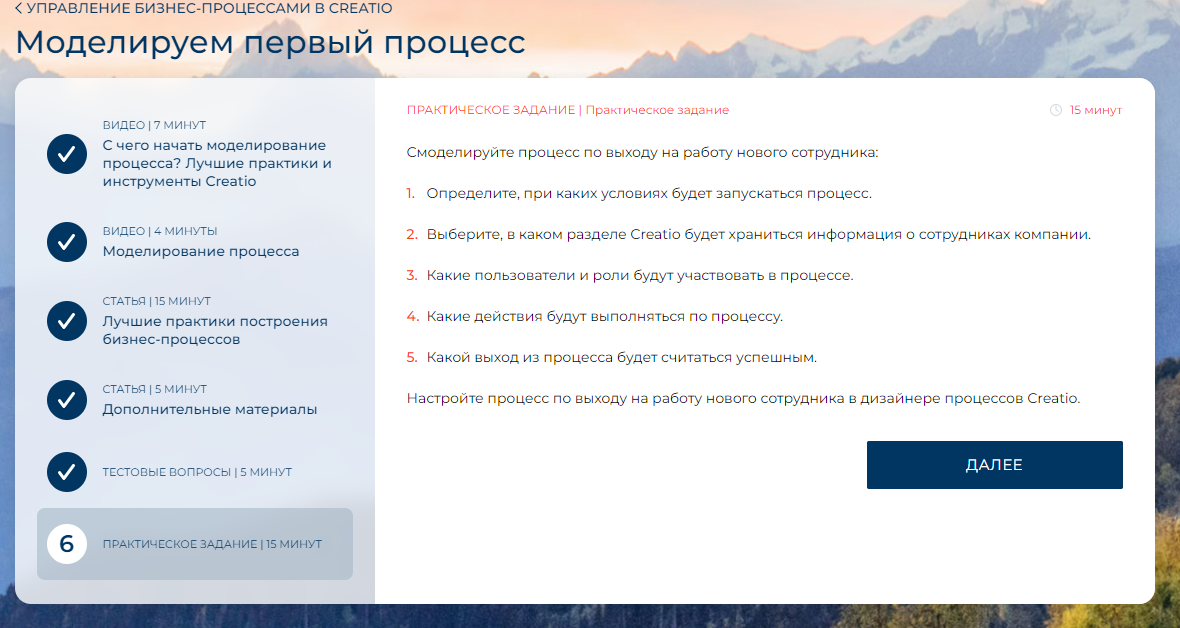 УПРАВЛЕНИЕ БИЗНЕС-ПРОЦЕССАМИ В CREATIO
Моделируем первый процесс
ВИДЕО | 7 МИНУТ
С чего начать моделирование
процесса? Лучшие практики и
инструменты Creatio
ВИДЕО | 4 МИНУТЫ
Моделирование процесса
СТАТЬЯ | 15 МИНУТ
Лучшие практики построения
бизнес-процессов
СТАТЬЯ | 5 МИНУТ
Дополнительные материалы
ТЕСТОВЫЕ ВОПРОСЫ | 5 МИНУТ
6 ПРАКТИЧЕСКОЕ ЗАДАНИЕ | 15 МИНУТ
ПРАКТИЧЕСКОЕ ЗАДАНИЕ | Практическое задание 15 минут
Смоделируйте процесс по выходу на работу нового сотрудника:
1. Определите, при каких условиях будет запускаться процесс.
2. Выберите, в каком разделе Creatio будет храниться информация о сотрудниках компании.
3. Какие пользователи и роли будут участвовать в процессе.
4. Какие действия будут выполняться по процессу.
5. Какой выход из процесса будет считаться успешным.
Настройте процесс по выходу на работу нового сотрудника в дизайнере процессов Creatio.
ДАЛЕЕ